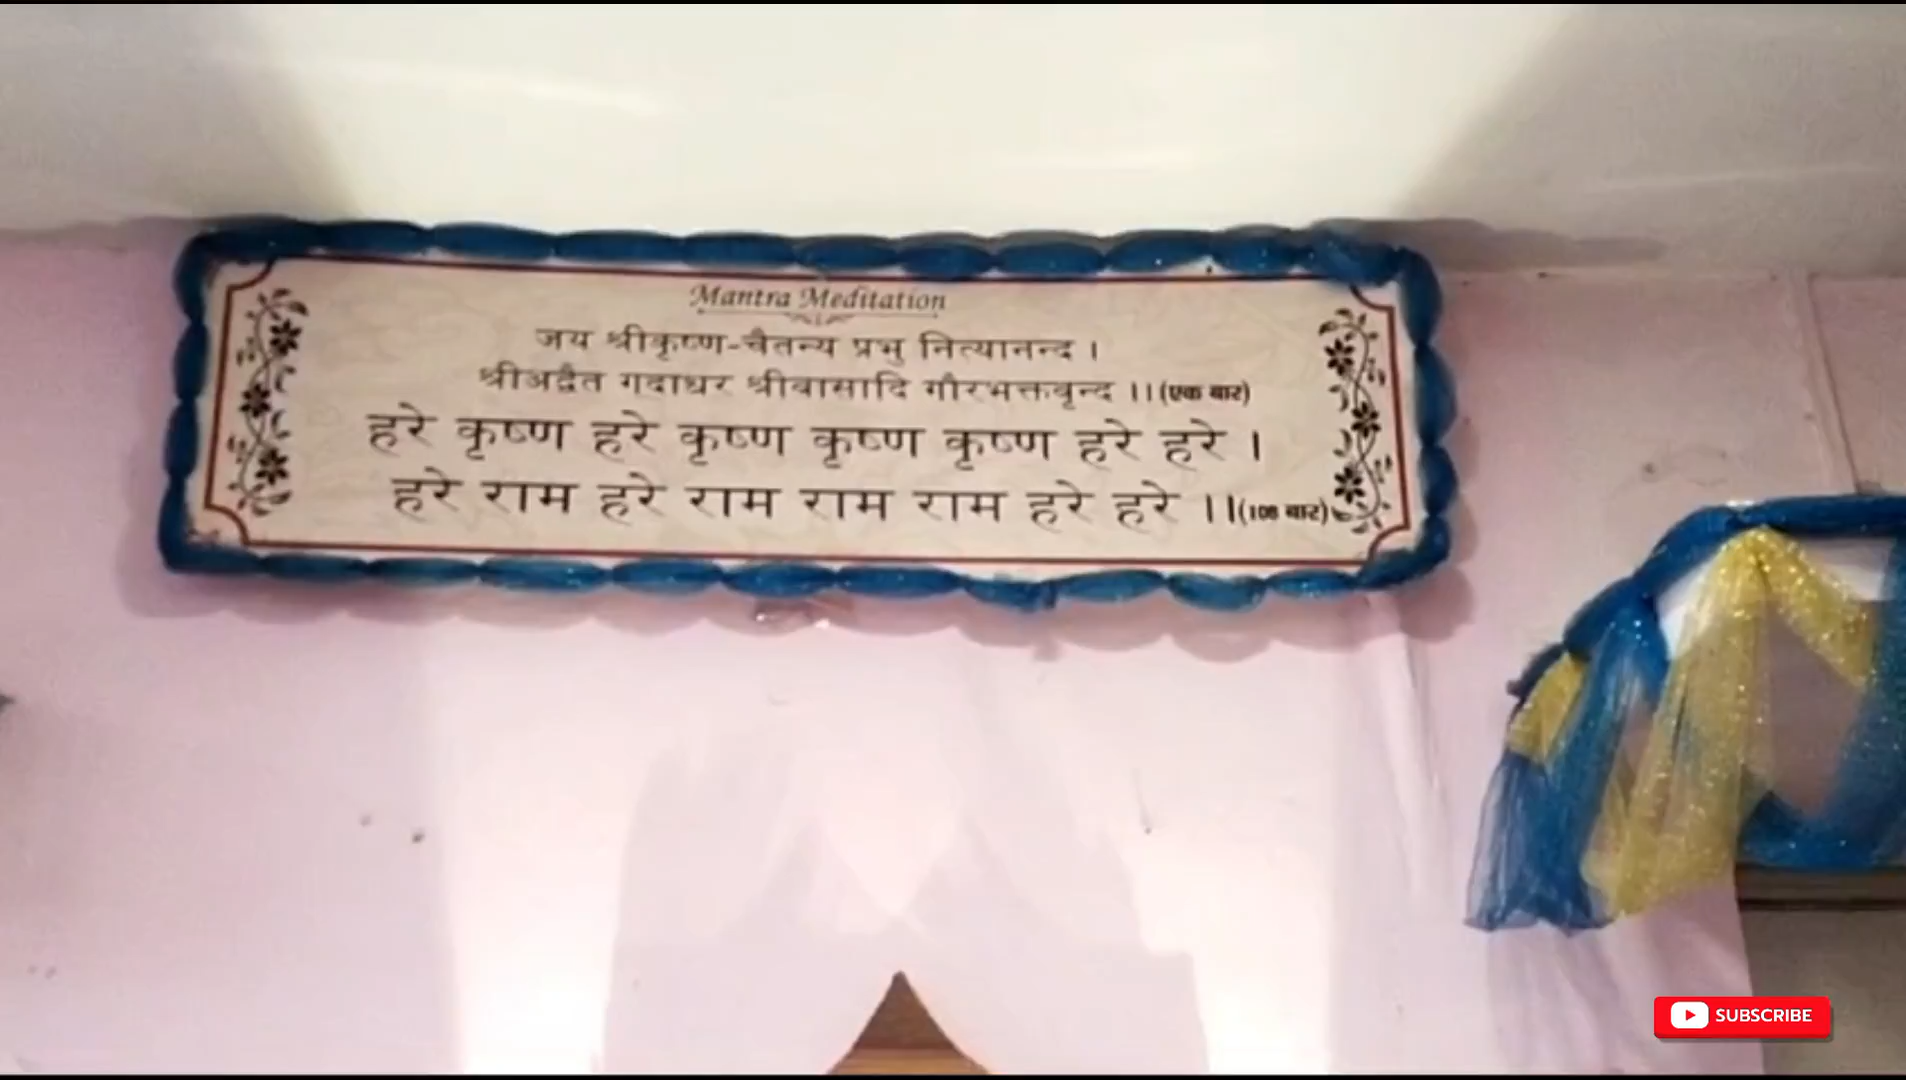 Mantra Meditation
जय श्रीकृष्ण-चैतन्य प्रभु नित्यानन्द ।
श्रीअद्वैत गदाधर श्रीवासादि गौरभक्तवृन्द ।। (एक बार)
हरे कृष्ण हरे कृष्ण कृष्ण कृष्ण हरे हरे ।
हरे राम हरे राम राम राम हरे हरे ।। (108 बार)
SUBSCRIBE